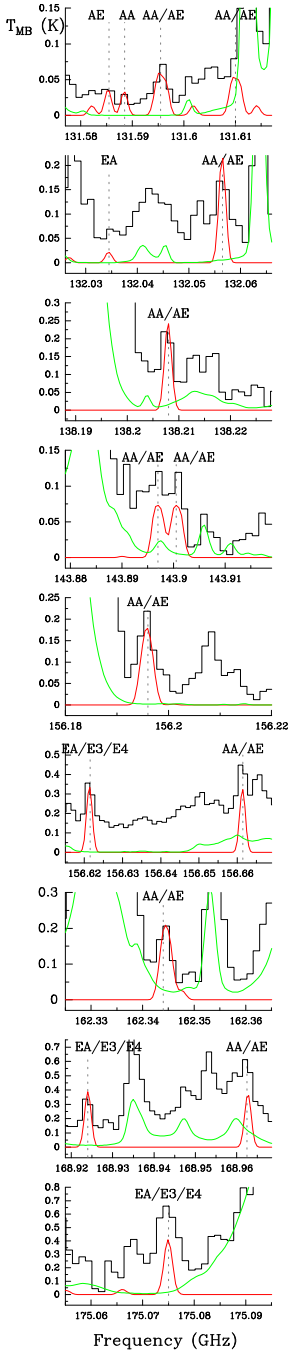 T_MB (K)
AE AA AA/AE AA/AE
0.15
0.1
0.05
0
131.58 131.59 131.6 131.61
EA AA/AE
0.2
0.15
0.1
0.05
0
132.03 132.04 132.05 132.06
AA/AE
0.3
0.25
0.2
0.15
0.1
0.05
0
138.19 138.2 138.21 138.22
AA/AE AA/AE
0.15
0.1
0.05
0
143.88 143.89 143.9 143.91
AA/AE
0.25
0.2
0.15
0.1
0.05
0
156.18 156.2 156.22
EA/E3/E4 AA/AE
0.5
0.4
0.3
0.2
0.1
0
156.62 156.63 156.64 156.65 156.66
AA/AE
0.3
0.2
0.1
0
162.33 162.34 162.35 162.36
EA/E3/E4 AA/AE
0.7
0.6
0.5
0.4
0.3
0.2
0.1
0
168.92 168.93 168.94 168.95 168.96
EA/E3/E4
0.8
0.6
0.4
0.2
0
175.06 175.07 175.08 175.09
Frequency (GHz)